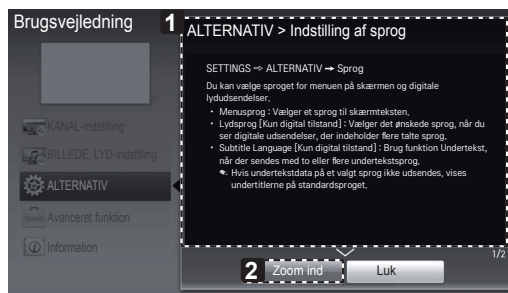 Brugsvejledning
1
ALTERNATIV > Indstilling af sprog
SETTINGS ⇨ ALTERNATIV ➙ Sprog
Du kan vælge sproget for menuen på skærmen og digitale
lydudsendelser.
• Menusprog : Vælger et sprog til skærmteksten.
• Lydsprog [Kun digital tilstand] : Vælger det ønskede sprog, når du
ser digitale udsendelser, der indeholder flere talte sprog.
• Subtitle Language [Kun digital tilstand] : Brug funktion Undertekst,
når der sendes med to eller flere undertekstsprog.
Hvis undertekstdata på et valgt sprog ikke udsendes, vises
undertitlerne på standardsproget.
KANAL-indstilling
BILLEDE. LYD-indstilling
ALTERNATIV
Avanceret funktion
Information
1/2
2
Zoom ind
Luk